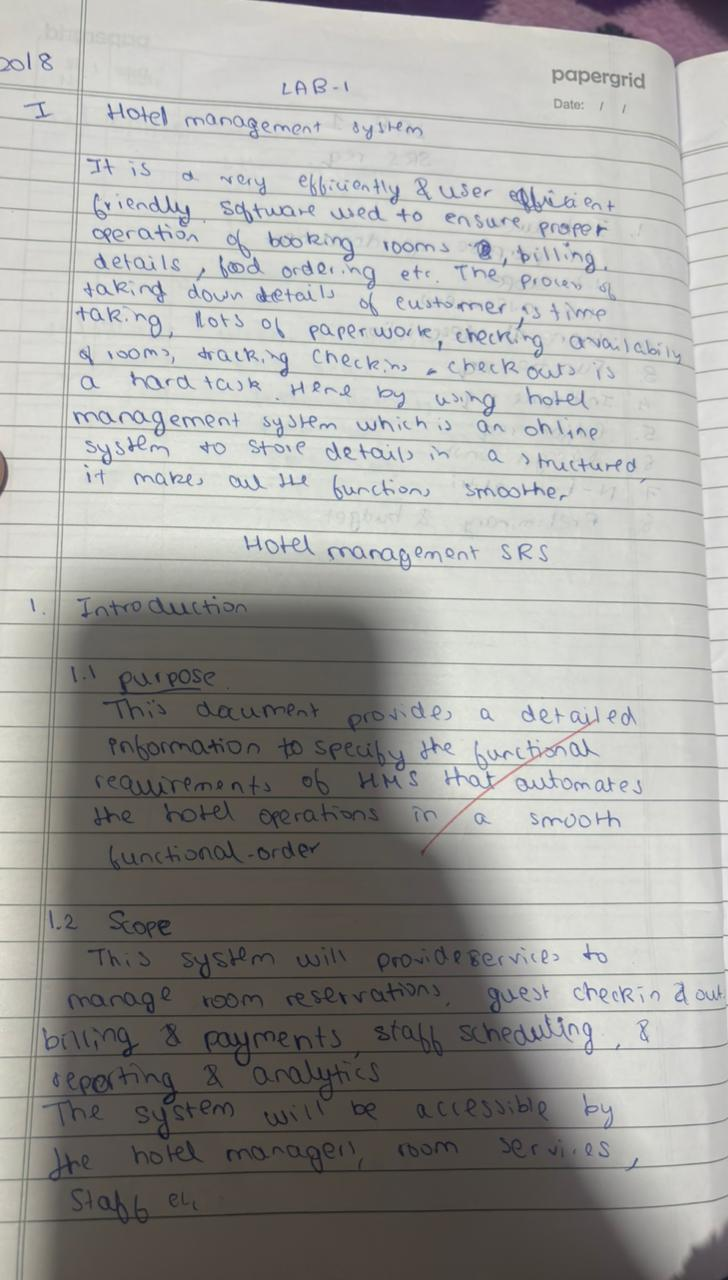 2018
LAB-1
papergrid
Date: / /
I Hotel management system
It is a very efficiently & user efficient
friendly software used to ensure proper
operation of booking rooms , billing,
details, food ordering etc. The process of
taking down details of customer is time
taking, lots of paperwork, checking availabily
of rooms, tracking checkins & check outs is
a hard task. Here by using hotel
management system which is an online
system to store details in a structured,
it makes all the functions smoother.
Hotel management SRS
1. Introduction
1.1 purpose
This document provides a detailed
information to specify the functional
requirements of HMS that automates
the hotel operations in a smooth
functional-order
1.2 Scope
This system will provide services to
manage room reservations, guest checkin & out
billing & payments, staff scheduling, &
reporting & analytics
The system will be accessible by
the hotel managers, room services,
staff etc